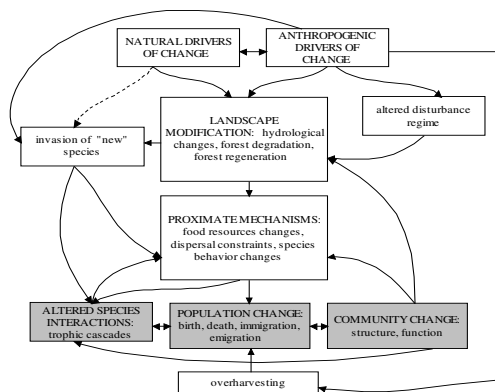 NATURAL DRIVERS
OF CHANGE
ANTHROPOGENIC
DRIVERS OF
CHANGE
LANDSCAPE
MODIFICATION: hydrological
changes, forest degradation,
forest regeneration
altered disturbance
regime
invasion of "new"
species
PROXIMATE MECHANISMS:
food resources changes,
dispersal constraints, species
behavior changes
ALTERED SPECIES
INTERACTIONS:
trophic cascades
POPULATION CHANGE:
birth, death, immigration,
emigration
COMMUNITY CHANGE:
structure, function
overharvesting